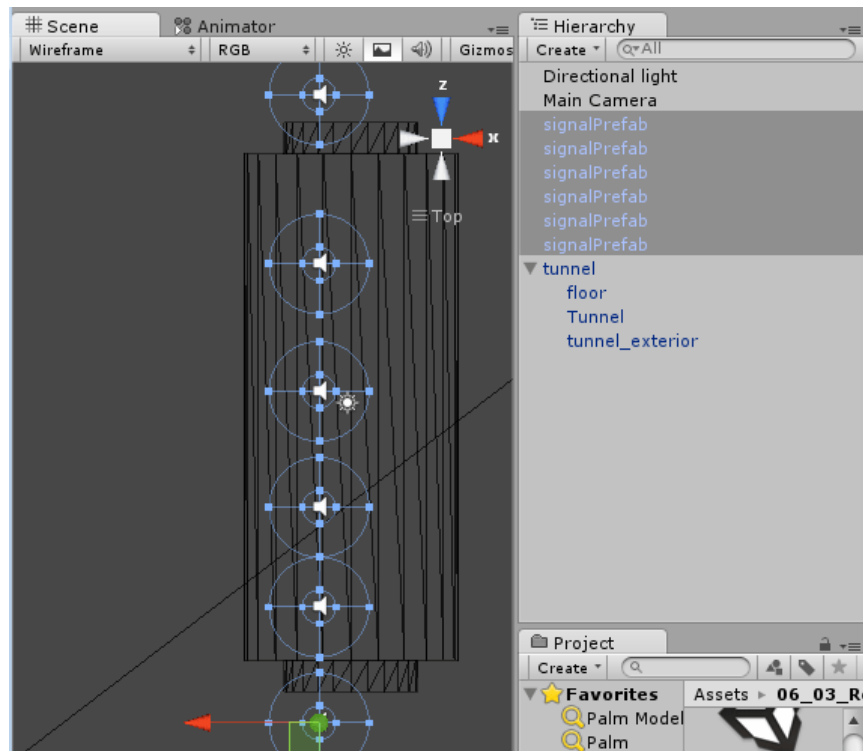 Scene
Animator
Wireframe RGB Gizmos
z
x
Top
Hierarchy
Create All
Directional light
Main Camera
signalPrefab
signalPrefab
signalPrefab
signalPrefab
signalPrefab
signalPrefab
tunnel
floor
Tunnel
tunnel_exterior
Project
Create
Favorites
Palm Model
Palm
Assets 06_03_R